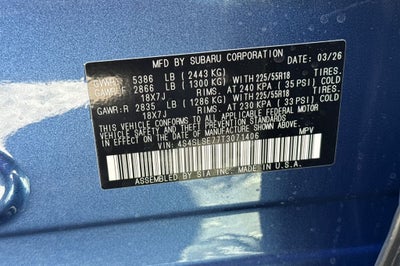 MFD BY SUBARU CORPORATION 03/26
GVWR: 5386 LB (2443 KG)
GAWR:F 2866 LB (1300 KG) WITH 225/55R18 TIRES.
18X7J RIMS, AT 240 KPA (35 PSI) COLD
GAWR:R 2835 LB (1286 KG) WITH 225/55R18 TIRES.
18X7J RIMS, AT 230 KPA (33 PSI) COLD
THIS VEHICLE CONFORMS TO ALL APPLICABLE FEDERAL MOTOR
VEHICLE SAFETY BUMPER, AND THEFT PREVENTION STANDARDS
IN EFFECT ON THE DATE OF MANUFACTURE SHOWN ABOVE.
VIN: 4S4SLSE77T3071406 MPV
ASSEMBLED BY SIA INC. MADE IN U.S.A.